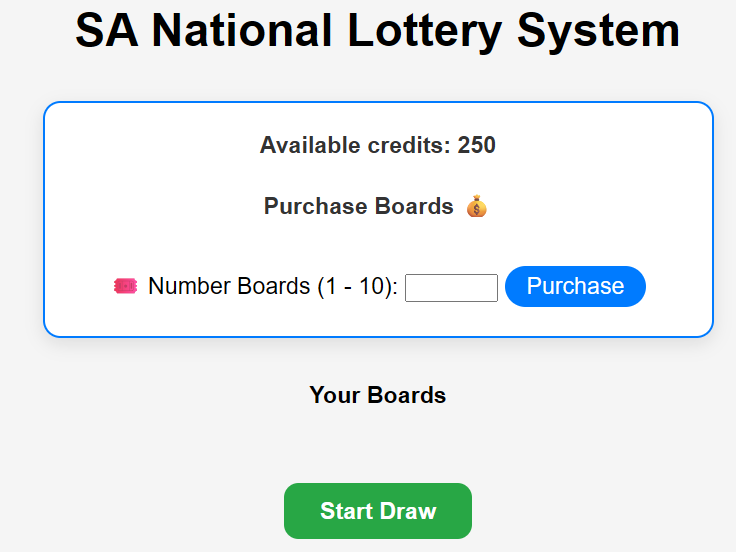 SA National Lottery System
Available credits: 250
Purchase Boards 💰
🎟️ Number Boards (1 - 10): Purchase
Your Boards
Start Draw